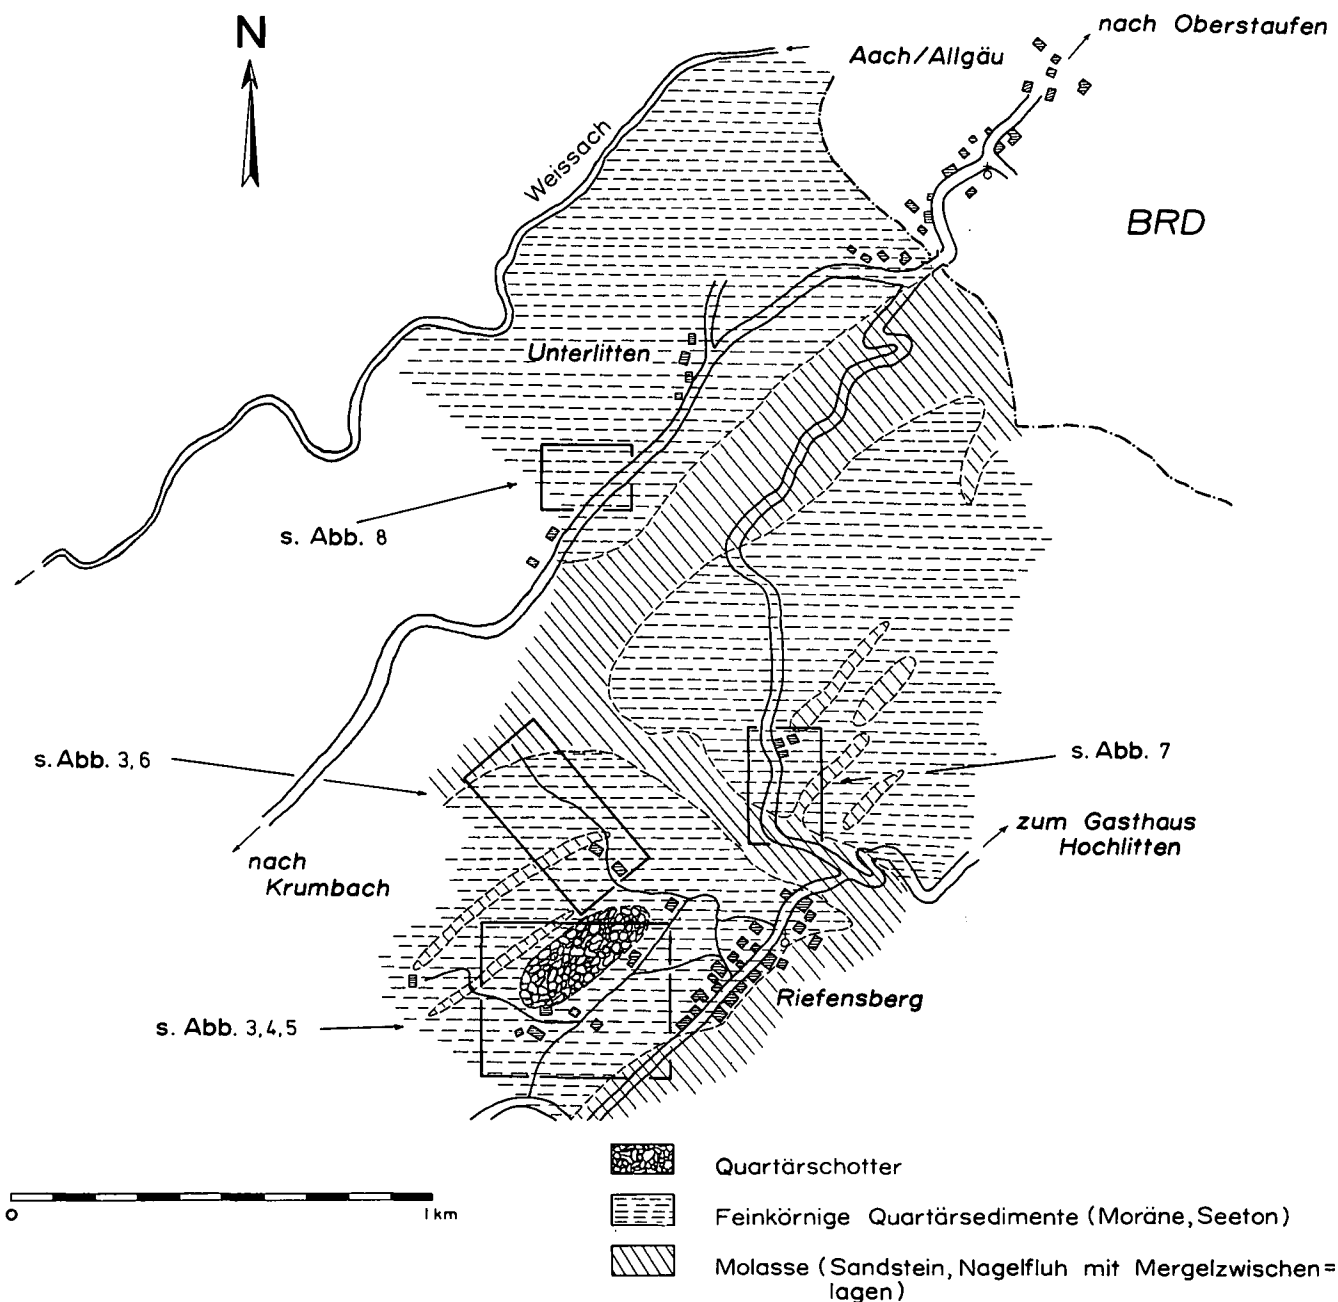 N
nach Oberstaufen
Aach/Allgäu
Weissach
BRD
Unterlitten
s. Abb. 8
s. Abb. 3, 6
s. Abb. 7
zum Gasthaus
Hochlitten
nach
Krumbach
Riefensberg
s. Abb. 3, 4, 5
Quartärschotter
0
1 km
Feinkörnige Quartärsedimente (Moräne, Seeton)
Molasse (Sandstein, Nagelfluh mit Mergelzwischen=
lagen)